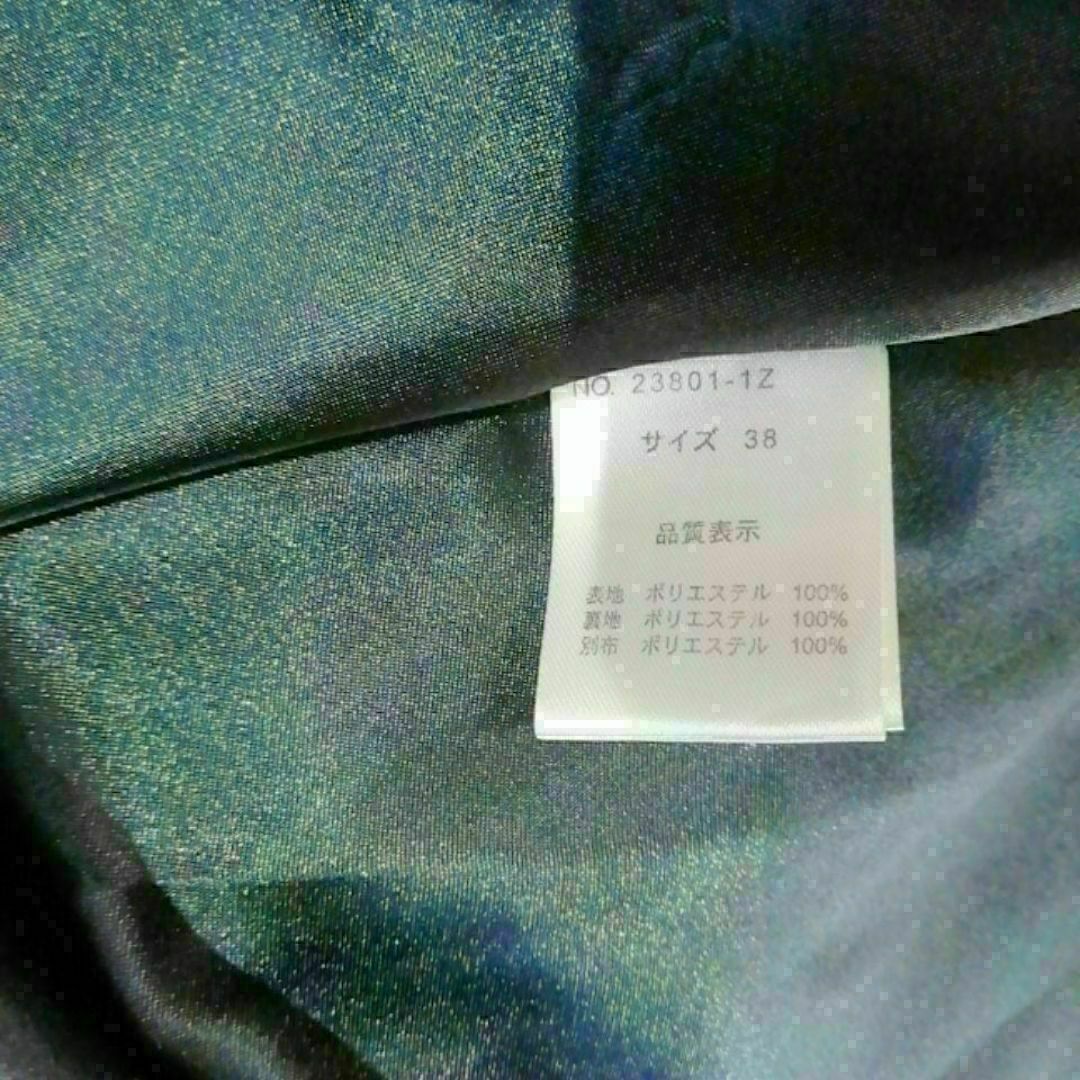 NO. 23801-1Z
サイズ 38
品質表示
表地 ポリエステル 100%
裏地 ポリエステル 100%
別布 ポリエステル 100%